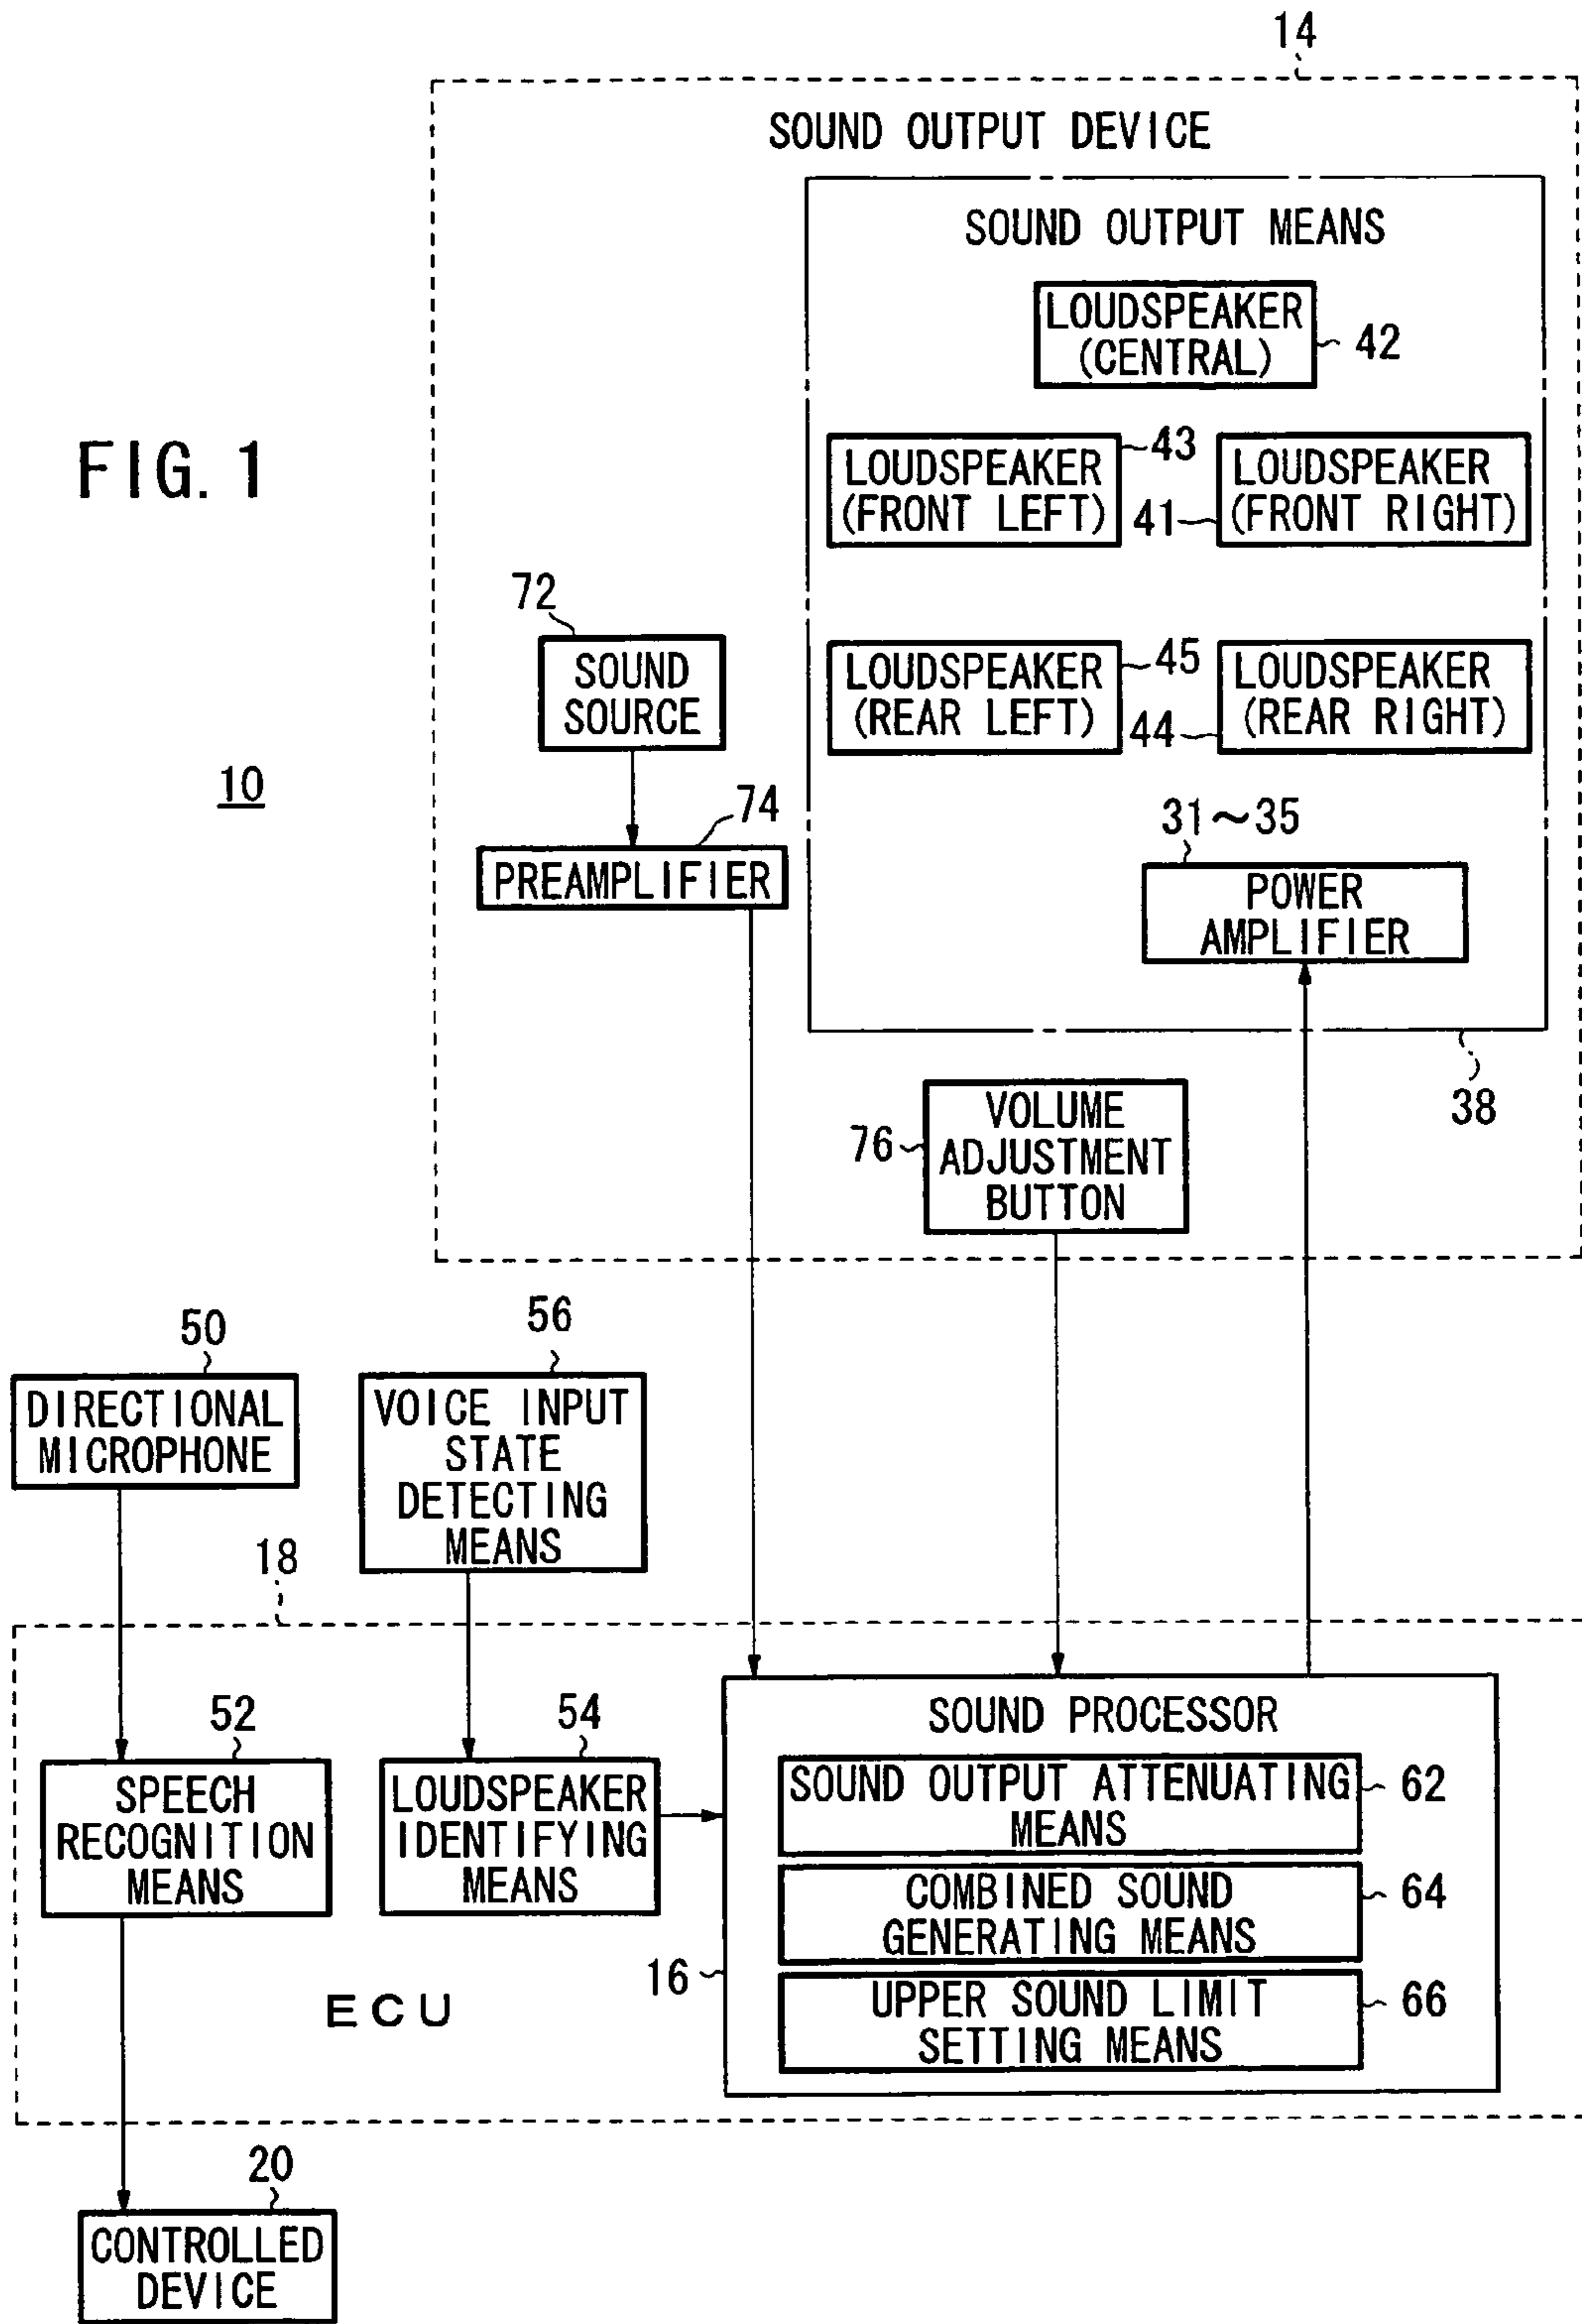 14
SOUND OUTPUT DEVICE
SOUND OUTPUT MEANS
LOUDSPEAKER
(CENTRAL)
42
FIG. 1
LOUDSPEAKER
(FRONT LEFT)
43
41
LOUDSPEAKER
(FRONT RIGHT)
72
SOUND
SOURCE
LOUDSPEAKER
(REAR LEFT)
45
44
LOUDSPEAKER
(REAR RIGHT)
10
74
PREAMPLIFIER
31~35
POWER
AMPLIFIER
38
76
VOLUME
ADJUSTMENT
BUTTON
50
DIRECTIONAL
MICROPHONE
56
VOICE INPUT
STATE
DETECTING
MEANS
18
52
SPEECH
RECOGNITION
MEANS
54
LOUDSPEAKER
IDENTIFYING
MEANS
SOUND PROCESSOR
SOUND OUTPUT ATTENUATING
MEANS
62
COMBINED SOUND
GENERATING MEANS
64
16
UPPER SOUND LIMIT
SETTING MEANS
66
ECU
20
CONTROLLED
DEVICE